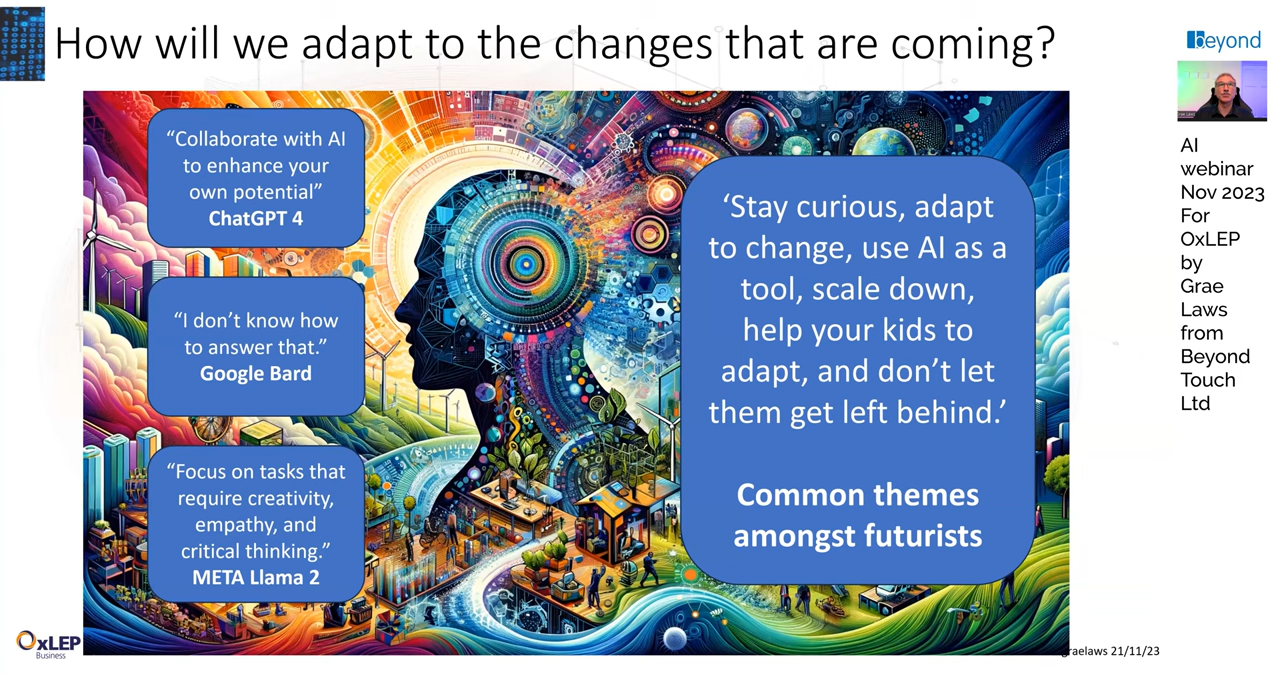 How will we adapt to the changes that are coming?
“Collaborate with AI
to enhance your
own potential”
ChatGPT 4
“I don’t know how
to answer that.”
Google Bard
“Focus on tasks that
require creativity,
empathy, and
critical thinking.”
META Llama 2
‘Stay curious, adapt
to change, use AI as a
tool, scale down,
help your kids to
adapt, and don’t let
them get left behind.’
Common themes
amongst futurists
beyond
AI
webinar
Nov 2023
For
OxLEP
by
Grae
Laws
from
Beyond
Touch
Ltd
OxLEP
Business
graelaws 21/11/23